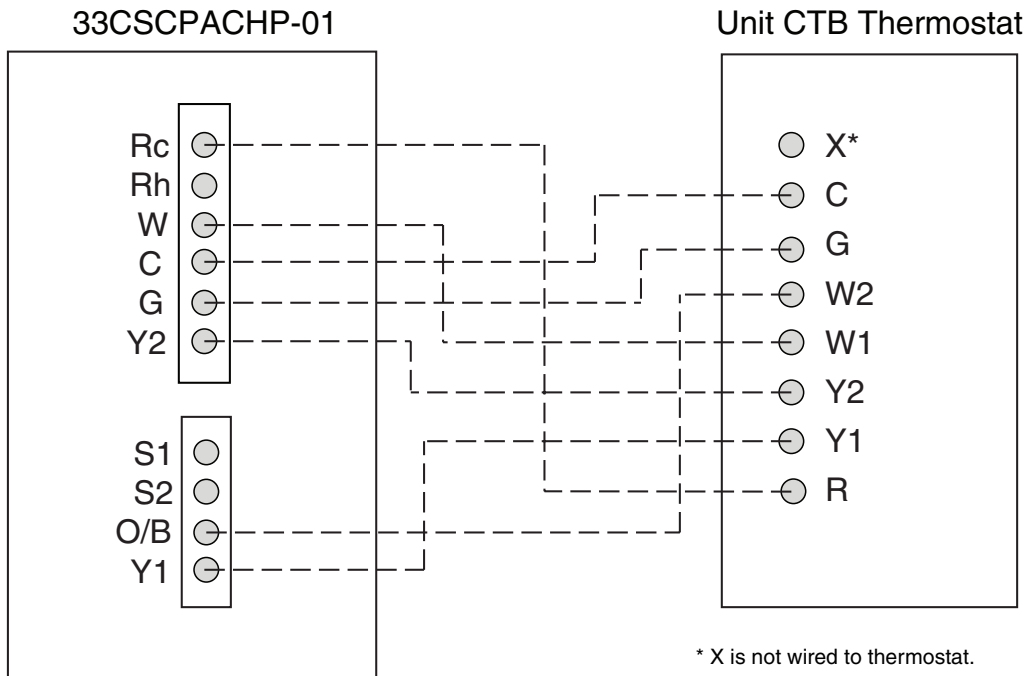 33CSCPACHP-01
Rc
Rh
W
C
G
Y2
S1
S2
O/B
Y1
Unit CTB Thermostat
X*
C
G
W2
W1
Y2
Y1
R
* X is not wired to thermostat.